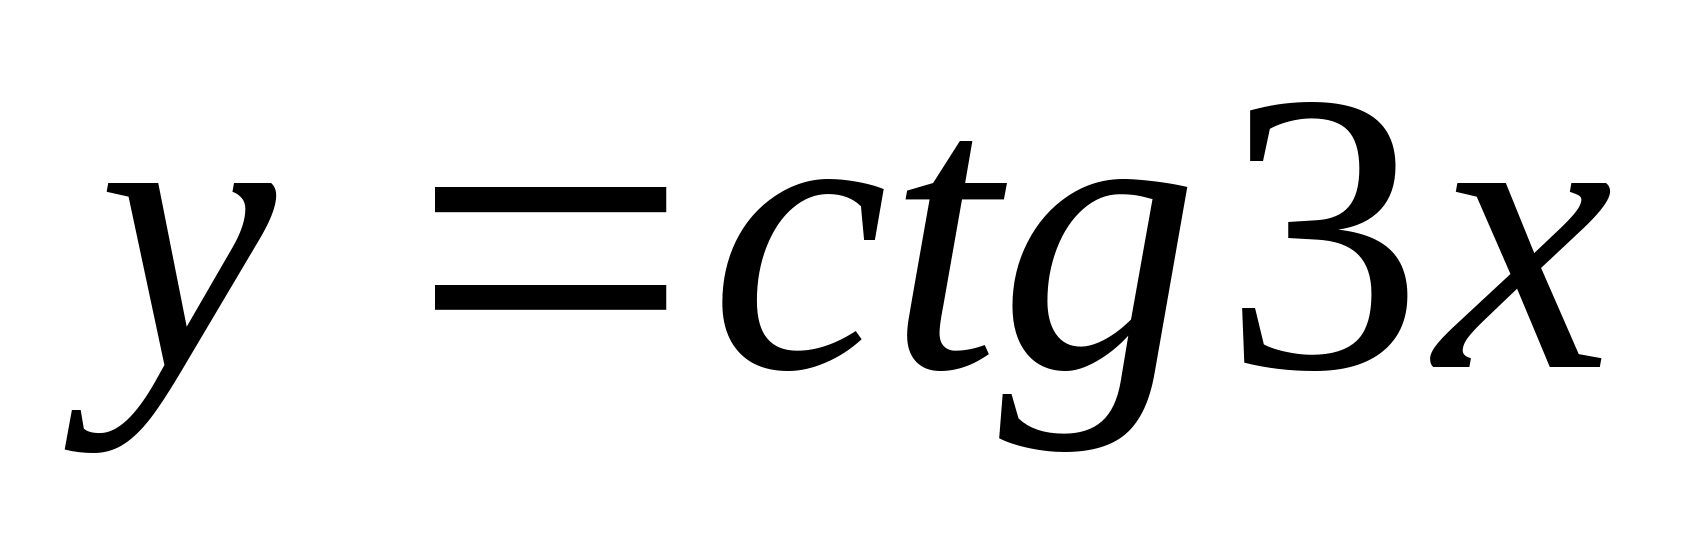 y = ctg3x